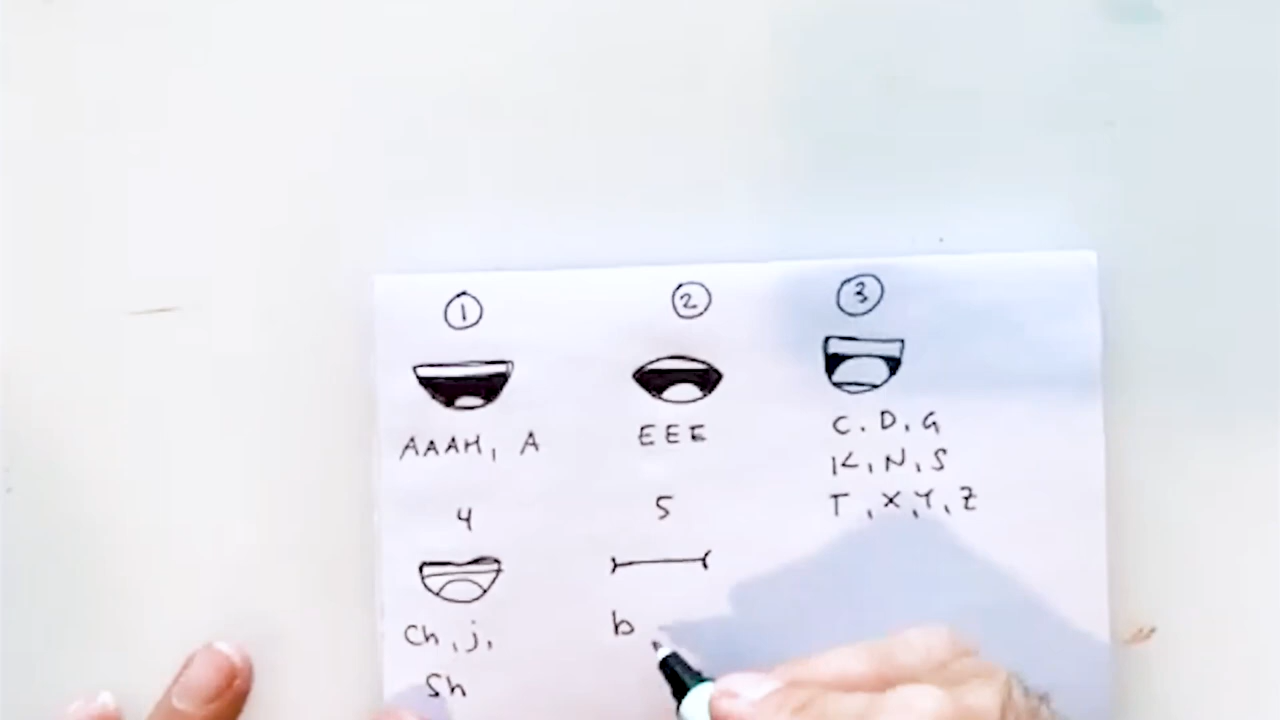 1 2 3
AAAH, A EEE C, D, G
K, N, S
T, X, Y, Z
4 5
Ch, j, b,
Sh